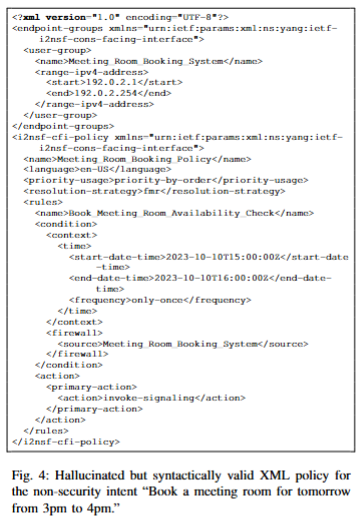 <?xml version="1.0" encoding="UTF-8"?>
<endpoint-groups xmlns="urn:ietf:params:xml:ns:yang:ietf-
i2nsf-cons-facing-interface">
<user-group>
<name>Meeting_Room_Booking_System</name>
<range-ipv4-address>
<start>192.0.2.1</start>
<end>192.0.2.254</end>
</range-ipv4-address>
</user-group>
</endpoint-groups>
<i2nsf-cfi-policy xmlns="urn:ietf:params:xml:ns:yang:ietf-
i2nsf-cons-facing-interface">
<name>Meeting_Room_Booking_Policy</name>
<language>en-US</language>
<priority-usage>priority-by-order</priority-usage>
<resolution-strategy>fmr</resolution-strategy>
<rules>
<name>Book_Meeting_Room_Availability_Check</name>
<condition>
<context>
<time>
<start-date-time>2023-10-10T15:00:00Z</start-date
-time>
<end-date-time>2023-10-10T16:00:00Z</end-date-
time>
<frequency>only-once</frequency>
</time>
</context>
<firewall>
<source>Meeting_Room_Booking_System</source>
</firewall>
</condition>
<action>
<primary-action>
<action>invoke-signaling</action>
</primary-action>
</action>
</rules>
</i2nsf-cfi-policy>
Fig. 4: Hallucinated but syntactically valid XML policy for
the non-security intent “Book a meeting room for tomorrow
from 3pm to 4pm.”